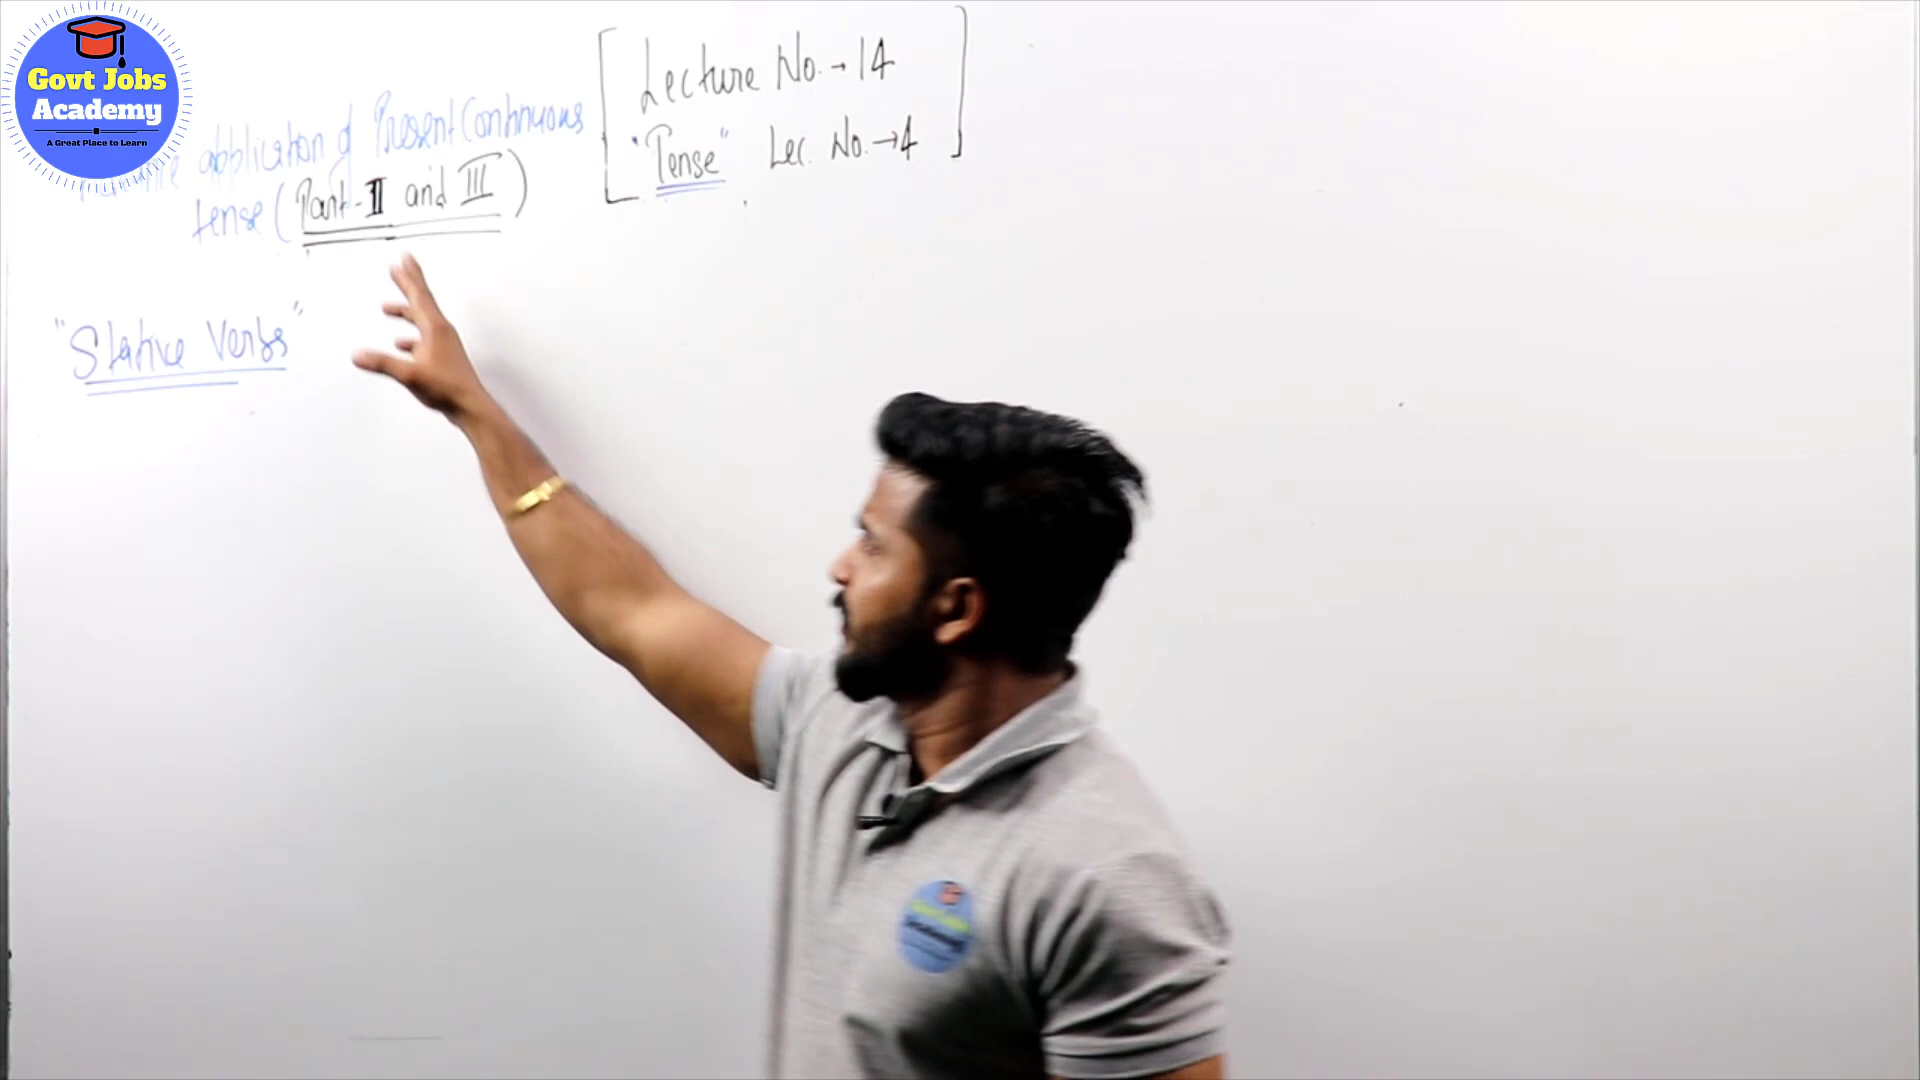 Govt Jobs
Academy
A Great Place to Learn
application of Present Continuous
tense (Part-II and III)
Lecture No. → 14
"Tense" Lec. No. → 4
"Stative Verbs"